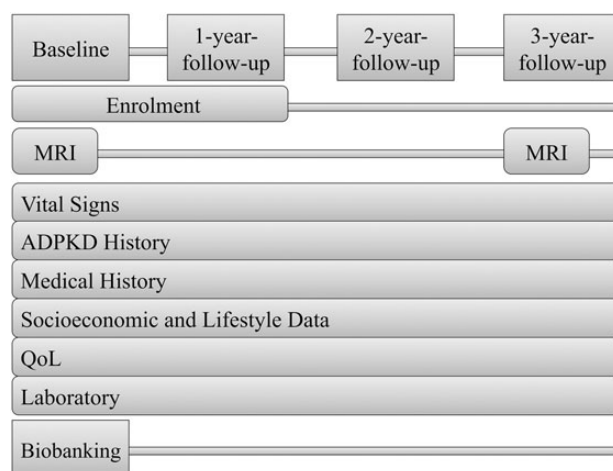 Baseline
1-year-
follow-up
2-year-
follow-up
3-year-
follow-up
Enrolment
MRI
MRI
Vital Signs
ADPKD History
Medical History
Socioeconomic and Lifestyle Data
QoL
Laboratory
Biobanking